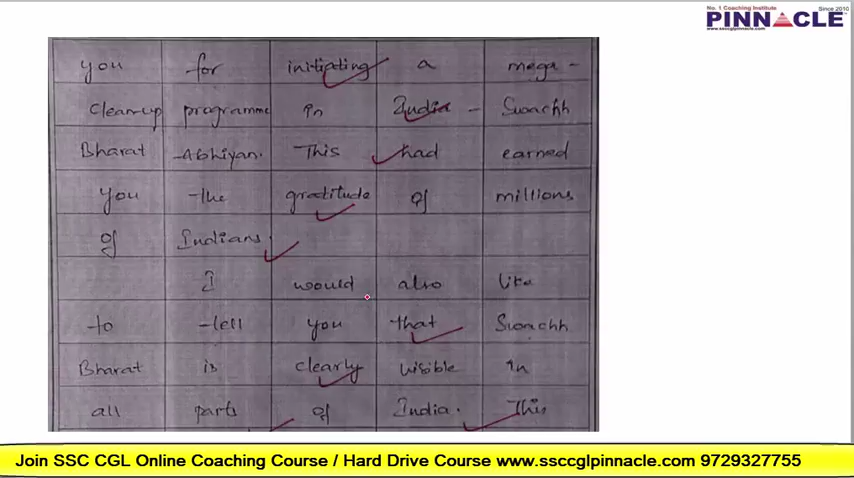 No. 1 Coaching Institute
Since 2010
PINNACLE
www.ssccglpinnacle.com
you for initiating a mega -
Clean-up programme in India - Swachh
Bharat Abhiyan. This had earned
you the gratitude of millions
of Indians.
I would also like
to tell you that Swachh
Bharat is clearly visible in
all parts of India. This
Join SSC CGL Online Coaching Course / Hard Drive Course www.ssccglpinnacle.com 9729327755